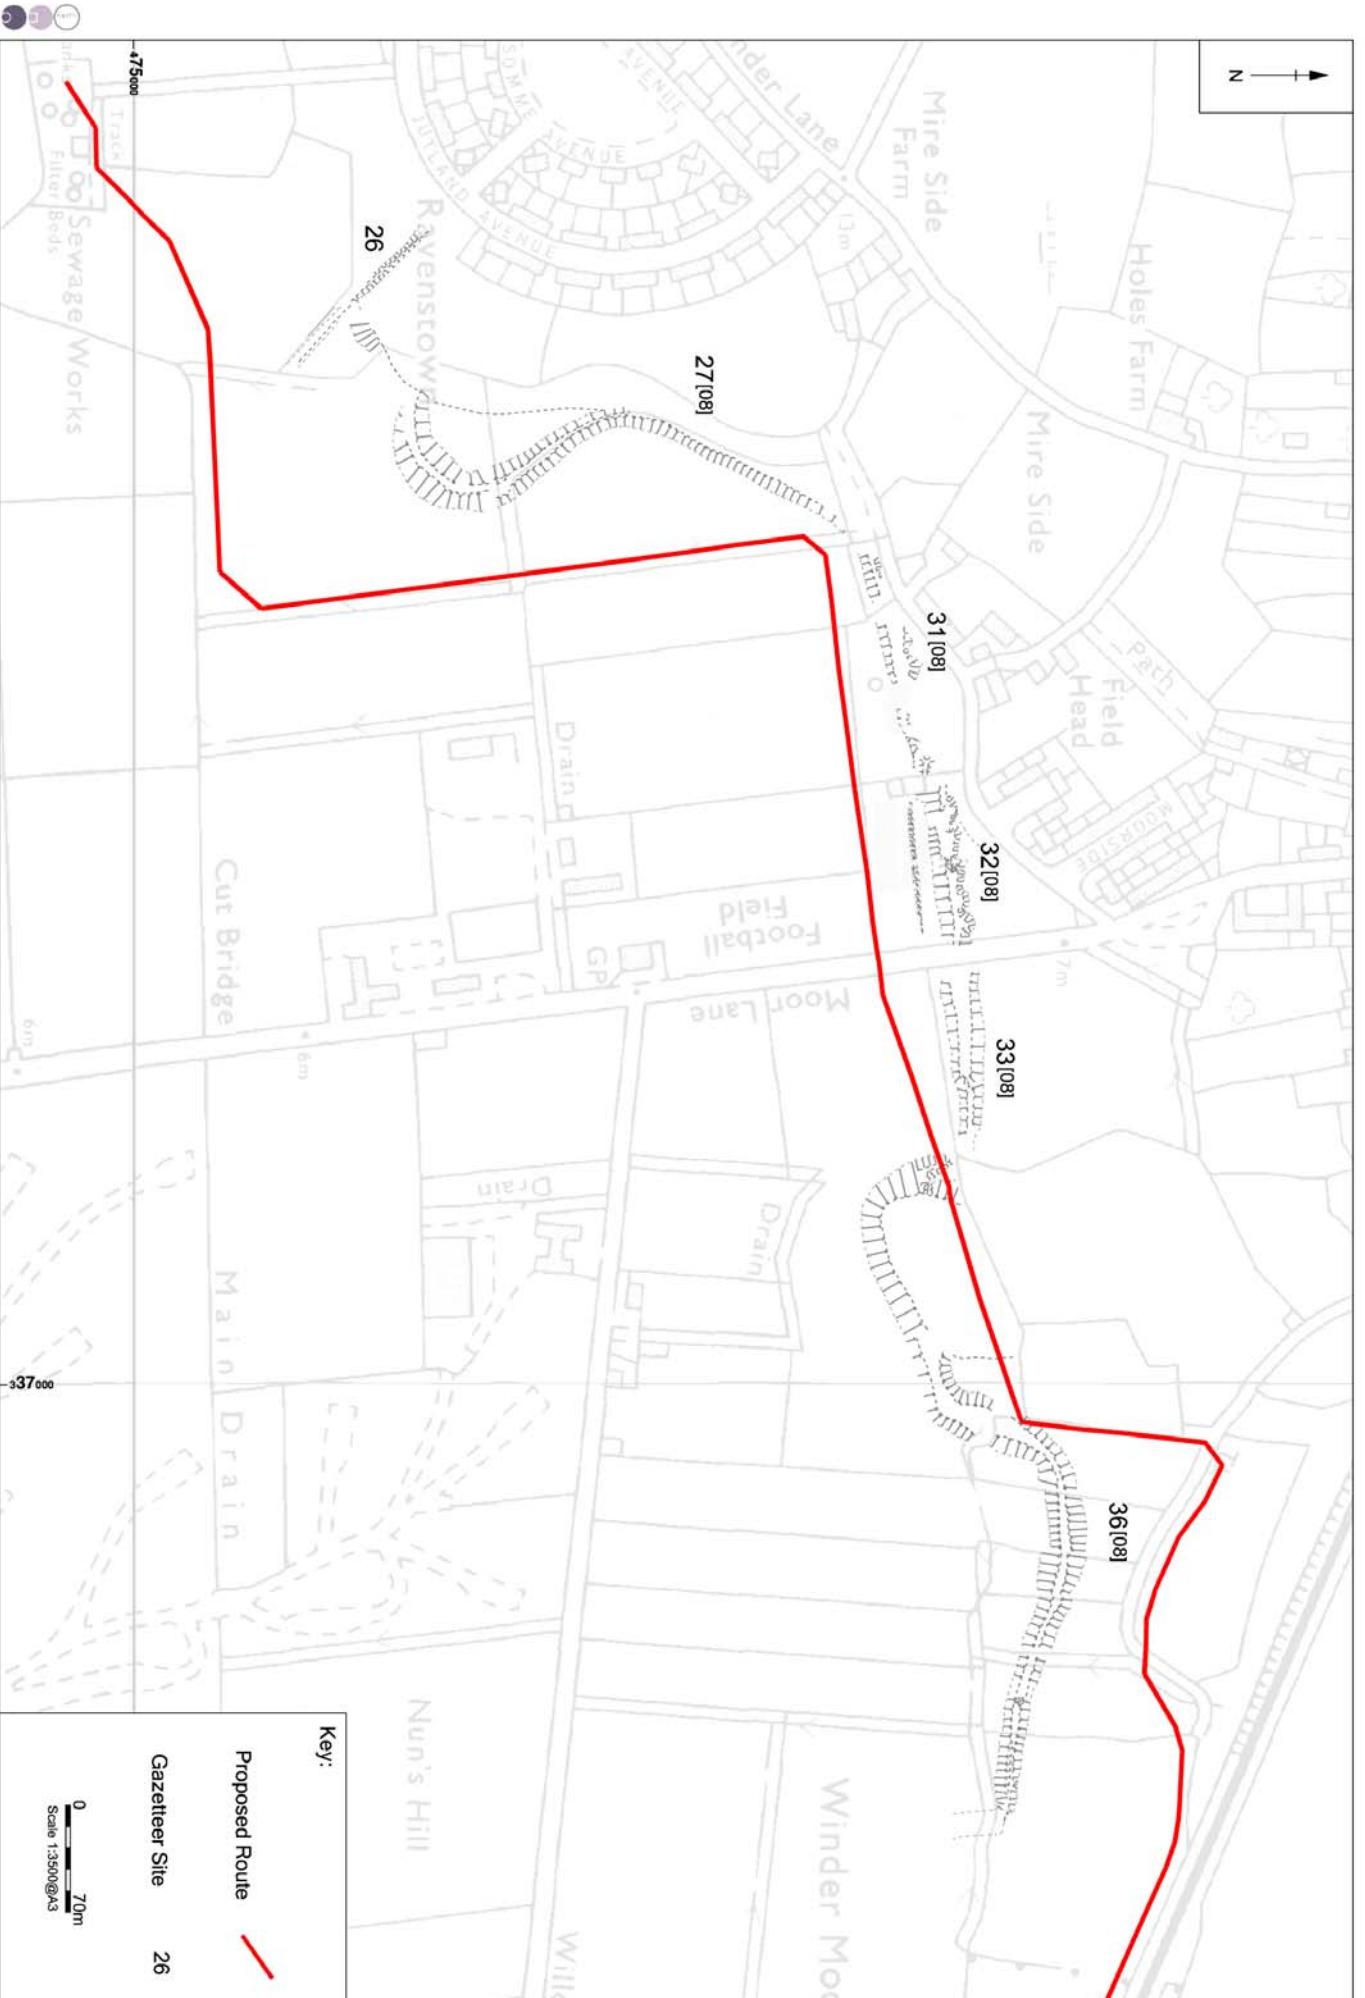 N
475000
337000
Track
Sewage Works
Filter Beds
SOMME AVENUE
AVENUE
JUTLAND AVENUE
Ravenstown
Mire Side
Farm
13m
Holes Farm
Mire Side
Path
Field
Head
MOORSIDE
7m
26
27[08]
31[08]
32[08]
33[08]
36[08]
Drain
Football
Field
GP
Moor Lane
Cut Bridge
6m
6m
Drain
Drain
Main Drain
Nun's Hill
Winder Moo
Key:
Proposed Route
Gazetteer Site
26
0
70m
Scale 1:3500@A3